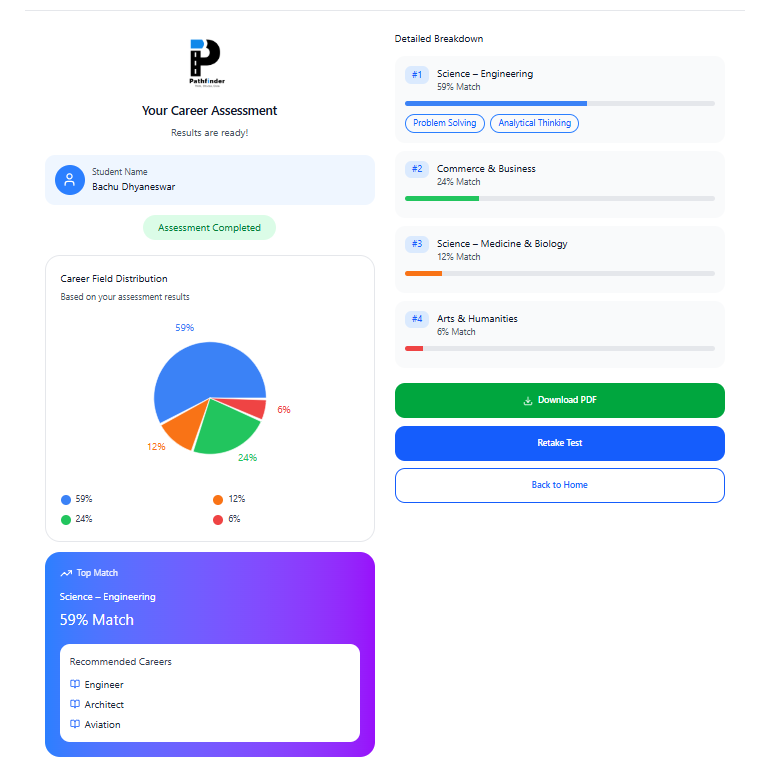 Pathfinder
Your Career Assessment
Results are ready!
Student Name
Bachu Dhyaneswar
Assessment Completed
Career Field Distribution
Based on your assessment results
59%
6%
12%
24%
59%
12%
24%
6%
Top Match
Science – Engineering
59% Match
Recommended Careers
Engineer
Architect
Aviation
Detailed Breakdown
#1 Science – Engineering
59% Match
Problem Solving Analytical Thinking
#2 Commerce & Business
24% Match
#3 Science – Medicine & Biology
12% Match
#4 Arts & Humanities
6% Match
Download PDF
Retake Test
Back to Home